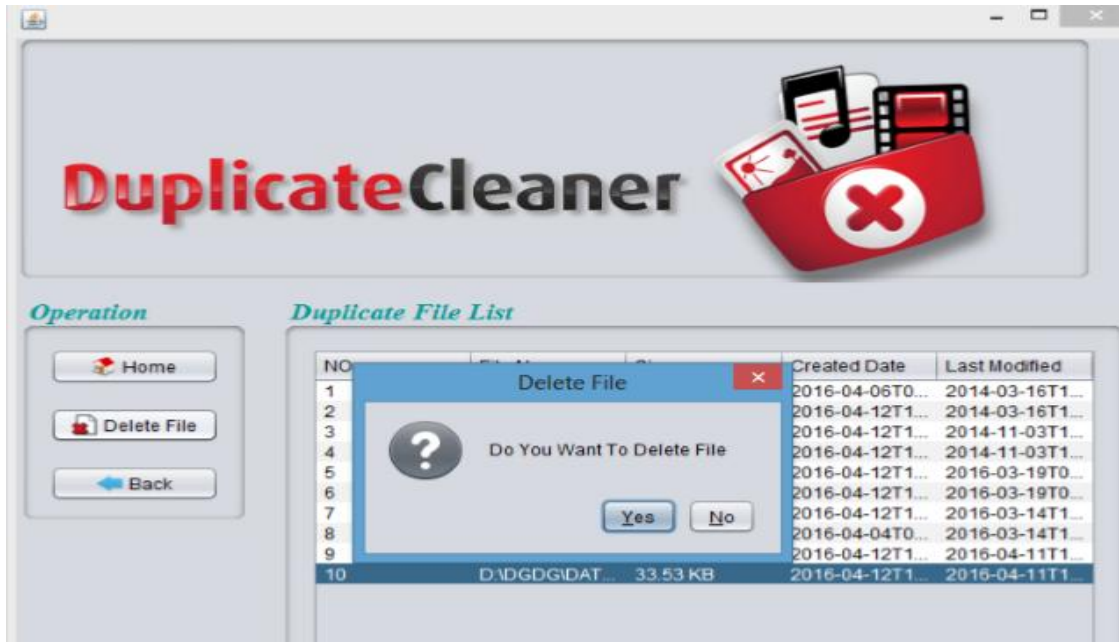 DuplicateCleaner
Operation
Home
Delete File
Back
Duplicate File List
NO Created Date Last Modified
1 2016-04-06T0... 2014-03-16T1...
2 2016-04-12T1... 2014-03-16T1...
3 2016-04-12T1... 2014-11-03T1...
4 2016-04-12T1... 2014-11-03T1...
5 2016-04-12T1... 2016-03-19T0...
6 2016-04-12T1... 2016-03-19T0...
7 2016-04-12T1... 2016-03-14T1...
8 2016-04-04T0... 2016-03-14T1...
9 2016-04-12T1... 2016-04-11T1...
10 D:\DGDG\DAT... 33.53 KB 2016-04-12T1... 2016-04-11T1...
Delete File
Do You Want To Delete File
Yes No